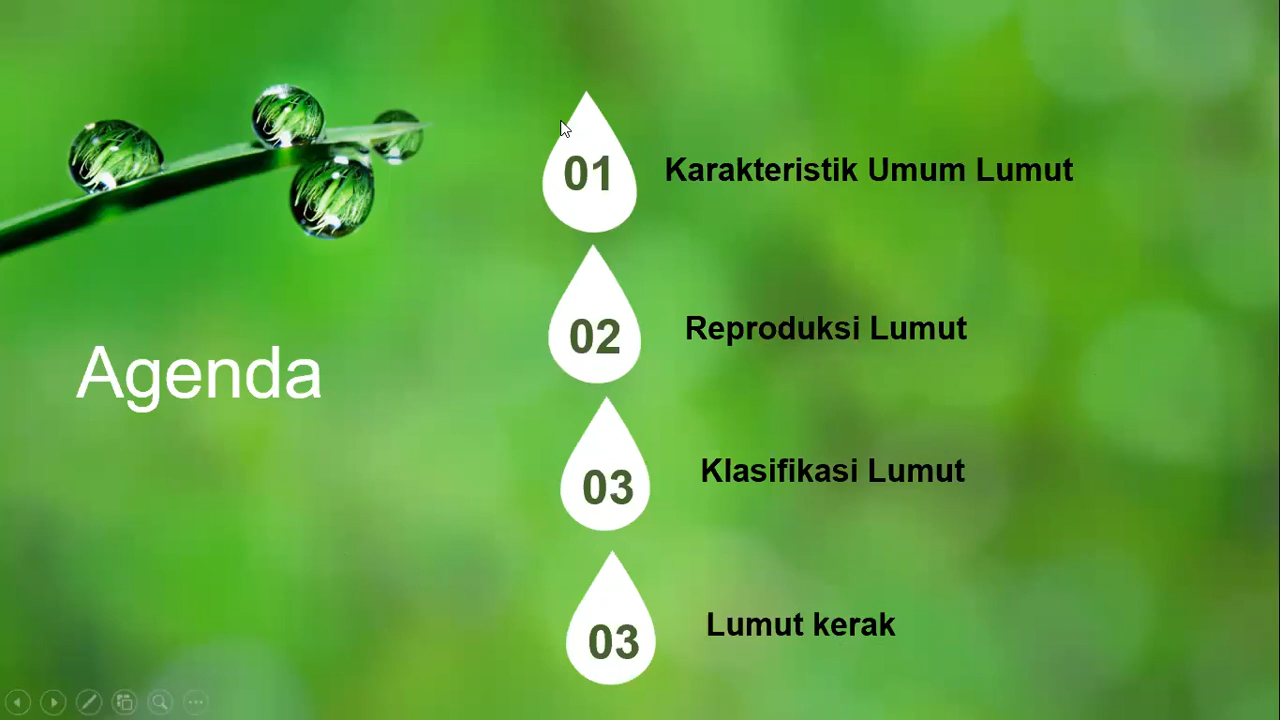 01
Karakteristik Umum Lumut
02
Reproduksi Lumut
Agenda
03
Klasifikasi Lumut
03
Lumut kerak